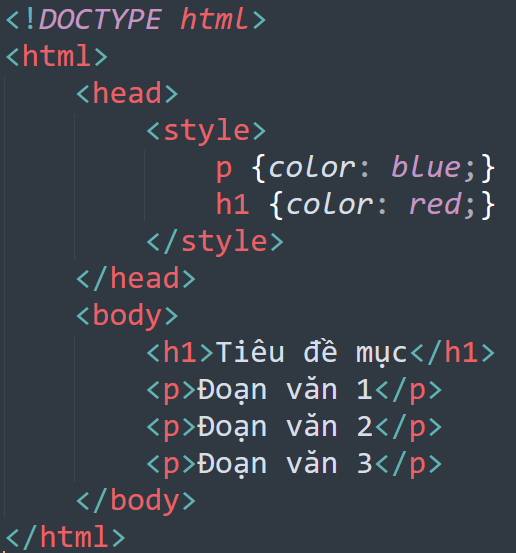 <!DOCTYPE html>
<html>
    <head>
        <style>
            p {color: blue;}
            h1 {color: red;}
        </style>
    </head>
    <body>
        <h1>Tiêu đề mục</h1>
        <p>Đoạn văn 1</p>
        <p>Đoạn văn 2</p>
        <p>Đoạn văn 3</p>
    </body>
</html>